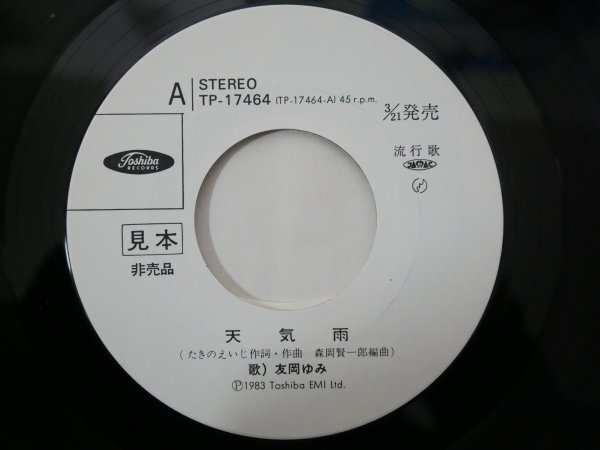 A
STEREO
TP-17464 (TP-17464-A) 45 r.p.m.
3/21発売
流行歌
Toshiba
RECORDS
見本
非売品
天気雨
(たきのえいじ作詞・作曲 森岡賢一郎編曲)
歌) 友岡ゆみ
Ⓟ1983 Toshiba EMI Ltd.